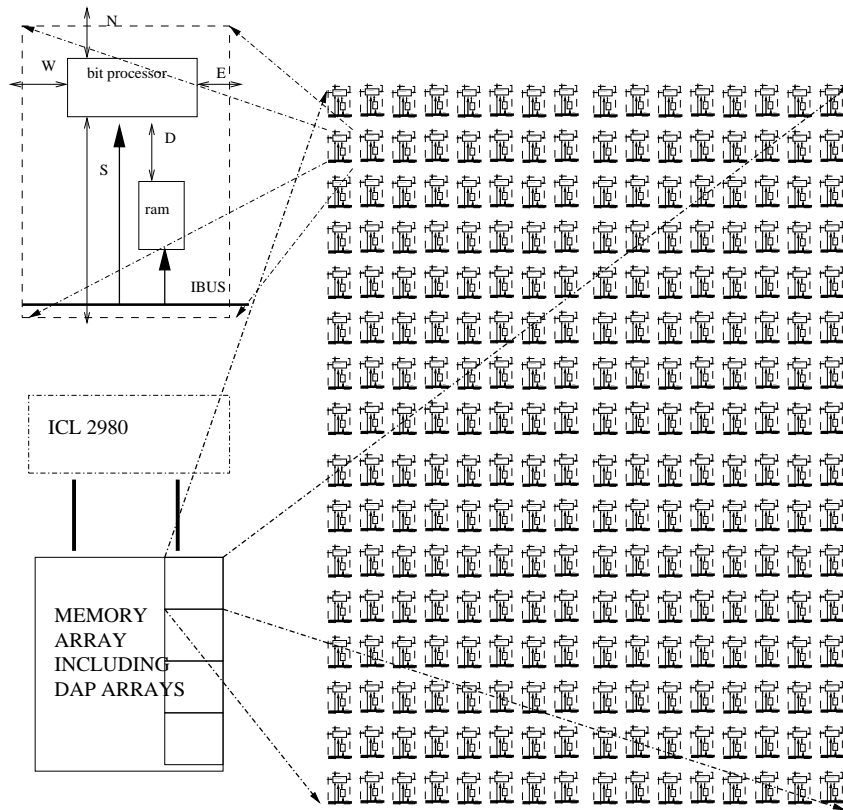 N
W
bit processor
E
D
S
ram
IBUS
ICL 2980
MEMORY
ARRAY
INCLUDING
DAP ARRAYS